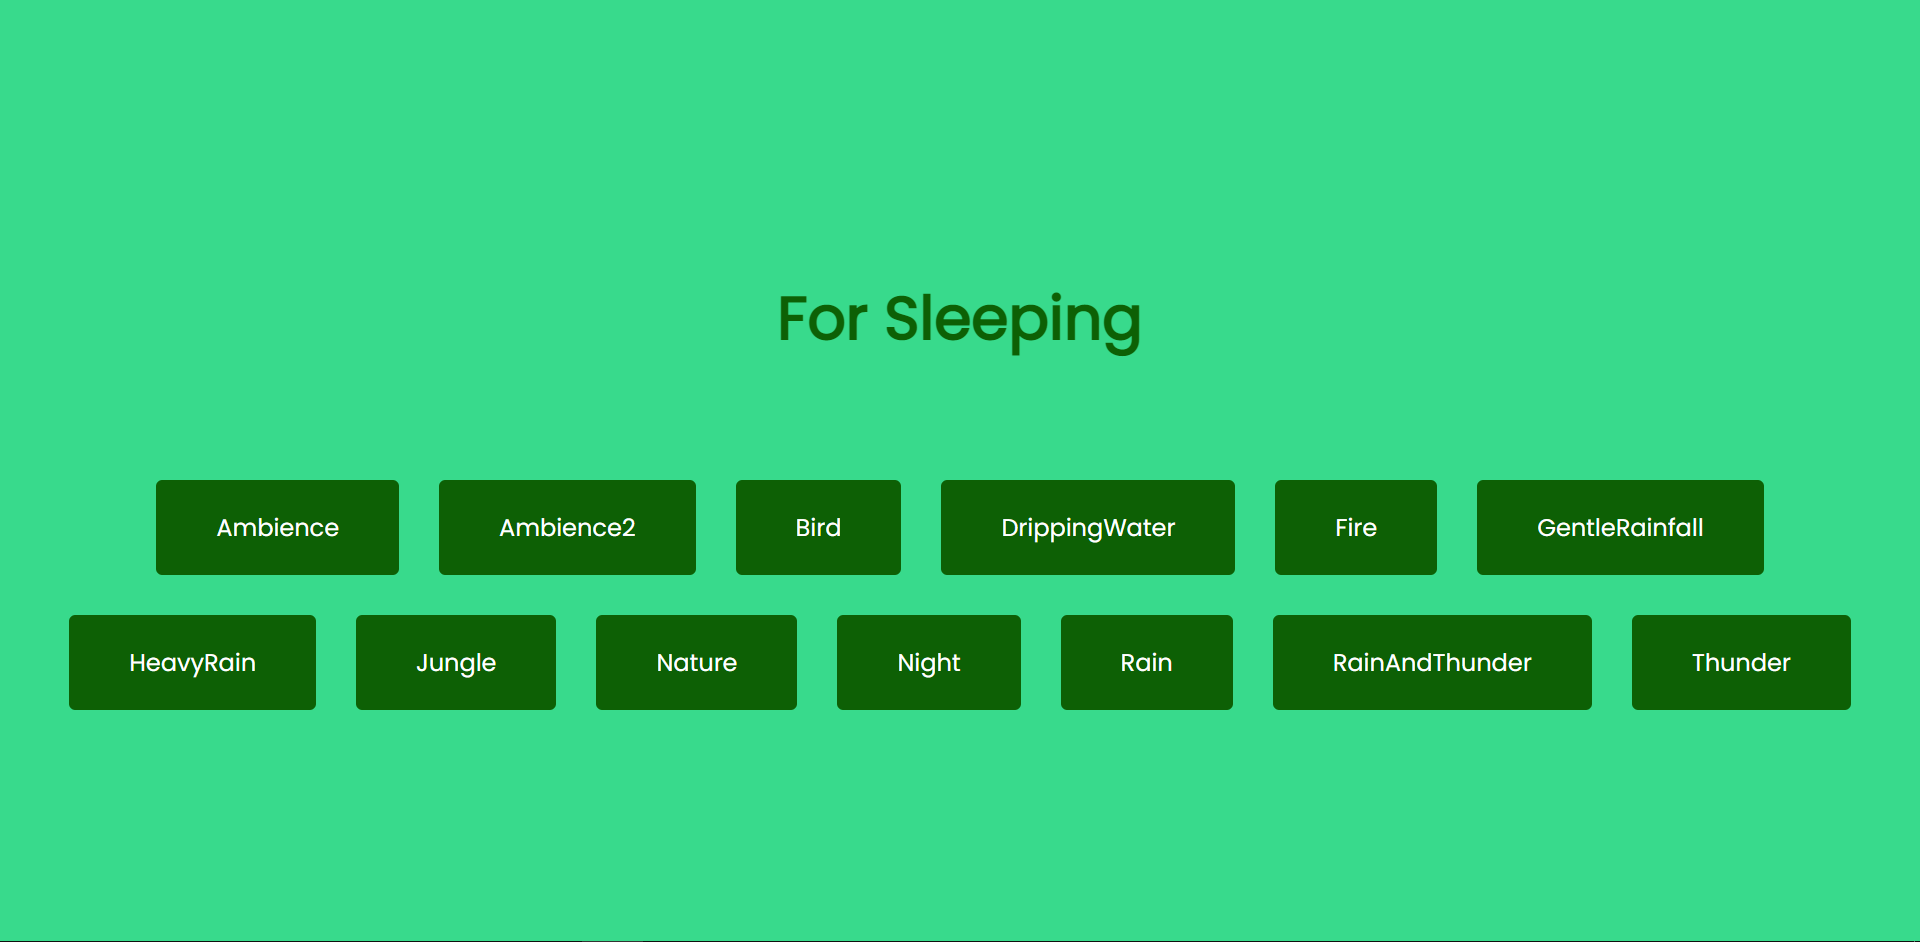 For Sleeping
Ambience Ambience2 Bird DrippingWater Fire GentleRainfall
HeavyRain Jungle Nature Night Rain RainAndThunder Thunder